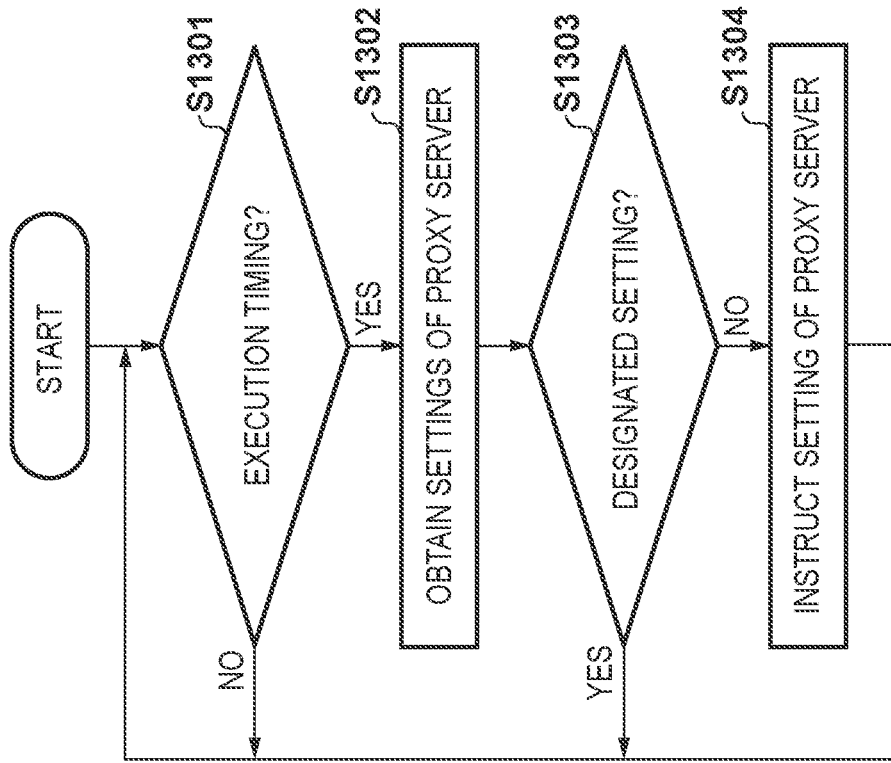 START
S1301
EXECUTION TIMING?
NO
YES
S1302
OBTAIN SETTINGS OF PROXY SERVER
S1303
DESIGNATED SETTING?
YES
NO
S1304
INSTRUCT SETTING OF PROXY SERVER